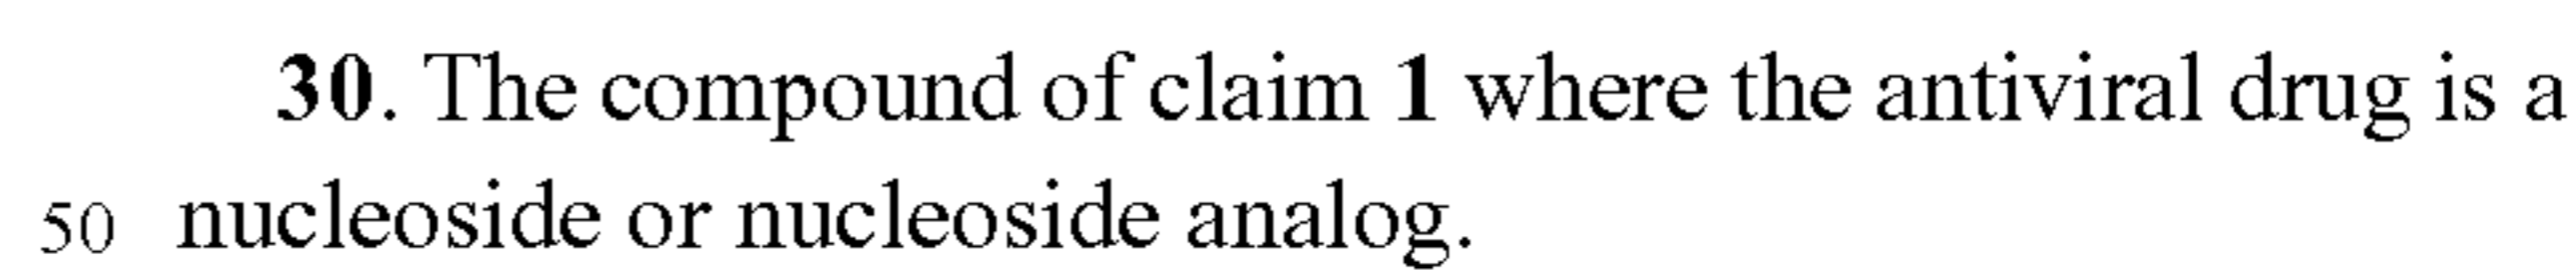 30. The compound of claim 1 where the antiviral drug is a
50 nucleoside or nucleoside analog.